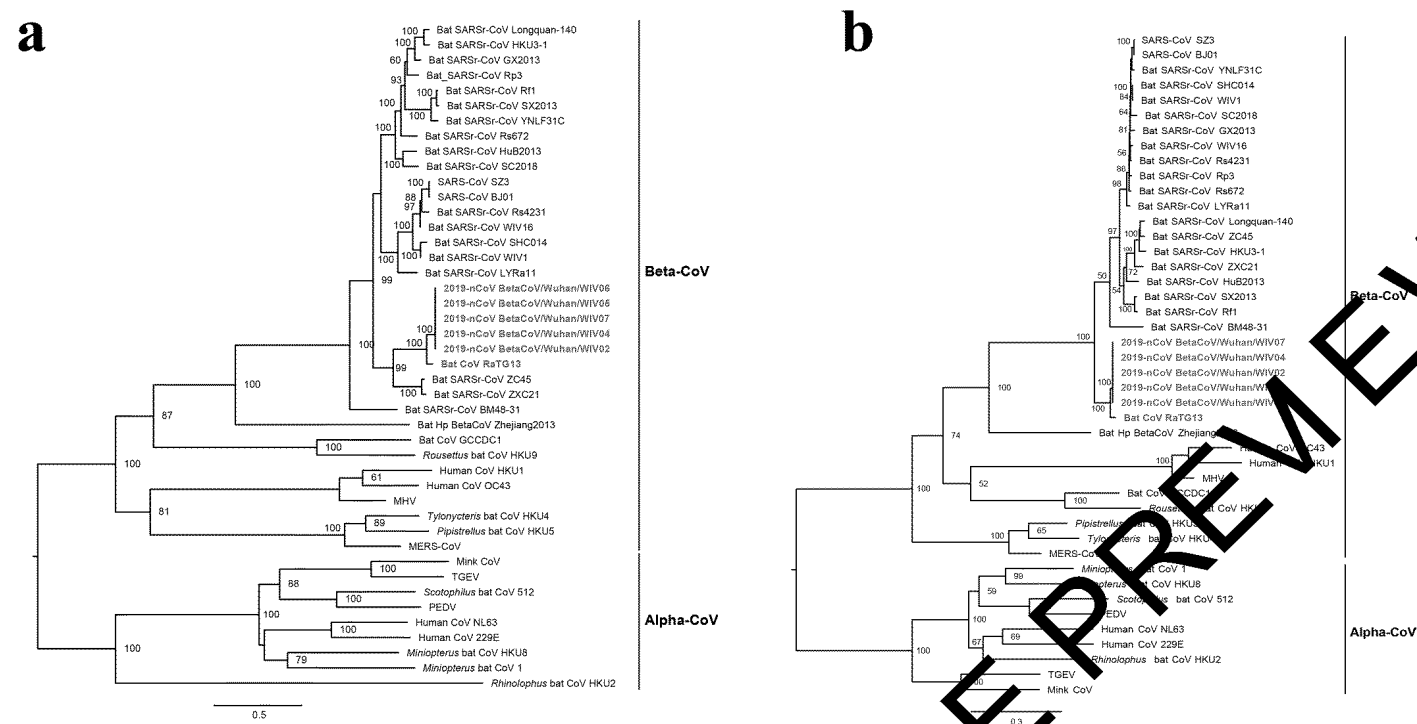 a
Bat SARSr-CoV Longquan-140
Bat SARSr-CoV HKU3-1
Bat SARSr-CoV GX2013
Bat_SARSr-CoV Rp3
Bat SARSr-CoV Rf1
Bat SARSr-CoV SX2013
Bat SARSr-CoV YNLF31C
Bat SARSr-CoV Rs672
Bat SARSr-CoV HuB2013
Bat SARSr-CoV SC2018
SARS-CoV SZ3
SARS-CoV BJ01
Bat SARSr-CoV Rs4231
Bat SARSr-CoV WIV16
Bat SARSr-CoV SHC014
Bat SARSr-CoV WIV1
Bat SARSr-CoV LYRa11
2019-nCoV BetaCoV/Wuhan/WIV06
2019-nCoV BetaCoV/Wuhan/WIV05
2019-nCoV BetaCoV/Wuhan/WIV07
2019-nCoV BetaCoV/Wuhan/WIV04
2019-nCoV BetaCoV/Wuhan/WIV02
Bat CoV RaTG13
Bat SARSr-CoV ZC45
Bat SARSr-CoV ZXC21
Bat SARSr-CoV BM48-31
Bat Hp BetaCoV Zhejiang2013
Bat CoV GCCDC1
Rousettus bat CoV HKU9
Human CoV HKU1
Human CoV OC43
MHV
Tylonycteris bat CoV HKU4
Pipistrellus bat CoV HKU5
MERS-CoV
Mink CoV
TGEV
Scotophilus bat CoV 512
PEDV
Human CoV NL63
Human CoV 229E
Miniopterus bat CoV HKU8
Miniopterus bat CoV 1
Rhinolophus bat CoV HKU2
Beta-CoV
Alpha-CoV
100
100
60
93
100
100
100
100
100
100
88
97
100
100
100
99
100
100
100
99
100
100
87
100
100
61
81
89
100
100
88
100
100
100
100
79
100
0.5
b
SARS-CoV SZ3
SARS-CoV BJ01
Bat SARSr-CoV YNLF31C
Bat SARSr-CoV SHC014
Bat SARSr-CoV WIV1
Bat SARSr-CoV SC2018
Bat SARSr-CoV GX2013
Bat SARSr-CoV WIV16
Bat SARSr-CoV Rs4231
Bat SARSr-CoV Rp3
Bat SARSr-CoV Rs672
Bat SARSr-CoV LYRa11
Bat SARSr-CoV Longquan-140
Bat SARSr-CoV ZC45
Bat SARSr-CoV HKU3-1
Bat SARSr-CoV ZXC21
Bat SARSr-CoV HuB2013
Bat SARSr-CoV SX2013
Bat SARSr-CoV Rf1
Bat SARSr-CoV BM48-31
2019-nCoV BetaCoV/Wuhan/WIV07
2019-nCoV BetaCoV/Wuhan/WIV04
2019-nCoV BetaCoV/Wuhan/WIV02
2019-nCoV
2019-nCoV
Bat CoV RaTG13
Bat Hp BetaCoV
Human
MHV
Bat
bat CoV
MERS-CoV
bat CoV HKU8
bat CoV 512
Human CoV NL63
Human CoV 229E
Rhinolophus bat CoV HKU2
TGEV
Mink CoV
Beta-CoV
Alpha-CoV
100
100
84
64
81
56
88
98
97
100
100
72
50
54
100
100
100
100
74
100
52
100
100
65
100
99
59
100
69
67
100
0.3
E PREVIEW